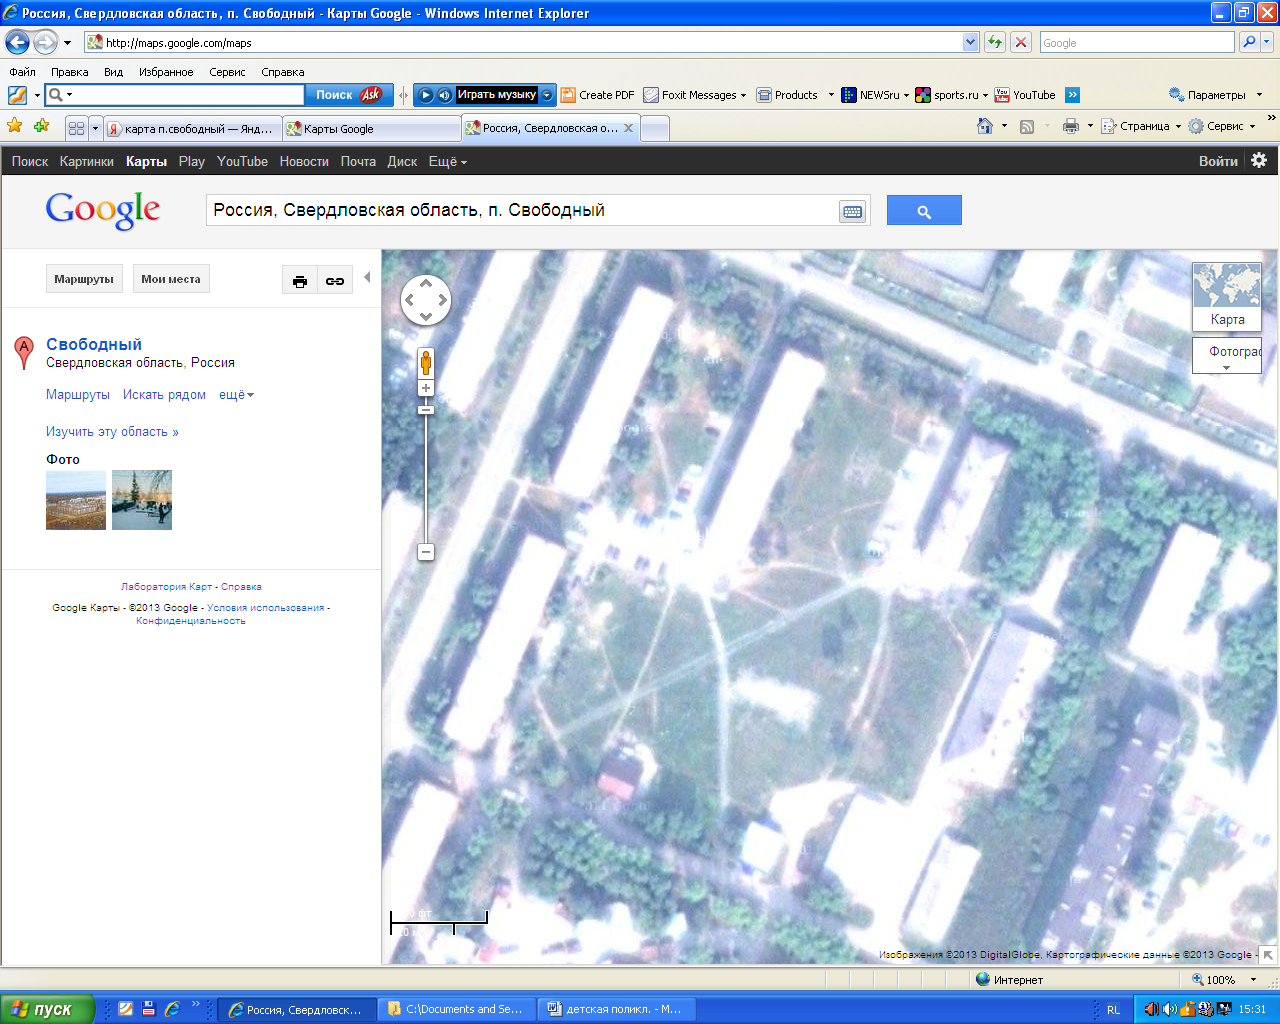 Россия, Свердловская область, п. Свободный - Карты Google - Windows Internet Explorer
http://maps.google.com/maps
Google
Файл Правка Вид Избранное Сервис Справка
Поиск Ask Играть музыку Create PDF Foxit Messages Products NEWSru sports.ru YouTube Параметры
карта п.свободный — Янд... Карты Google Россия, Свердловская о... Страница Сервис
Поиск Картинки Карты Play YouTube Новости Почта Диск Ещё Войти
Google Россия, Свердловская область, п. Свободный
Маршруты Мои места
Карта
Фотограф
A Свободный
Свердловская область, Россия
Маршруты Искать рядом ещё
Изучить эту область »
Фото
Лаборатория Карт - Справка
Google Карты - ©2013 Google - Условия использования -
Конфиденциальность
Изображения ©2013 DigitalGlobe, Картографические данные ©2013 Google -
Интернет 100%
пуск Россия, Свердловск... C:\Documents and Se... детская поликл. - M... RL 15:31